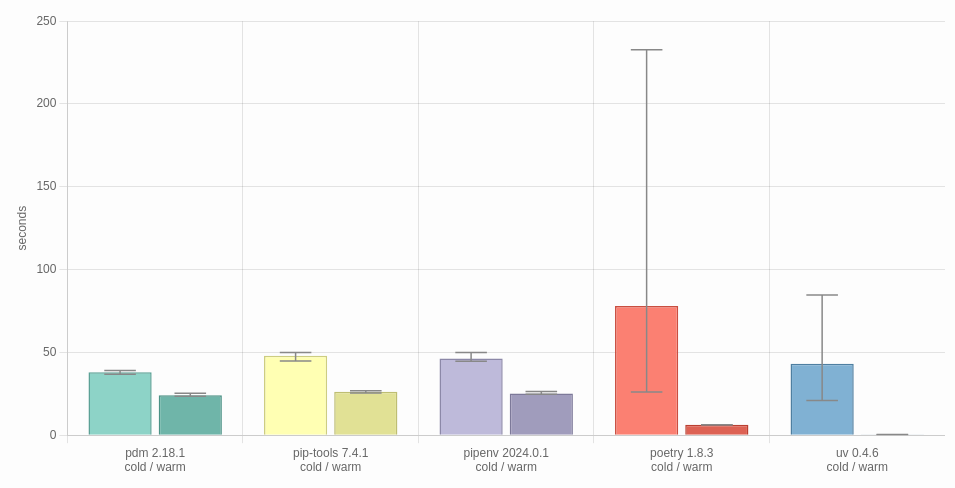 250
200
150
100
50
0
seconds
pdm 2.18.1
cold / warm
pip-tools 7.4.1
cold / warm
pipenv 2024.0.1
cold / warm
poetry 1.8.3
cold / warm
uv 0.4.6
cold / warm